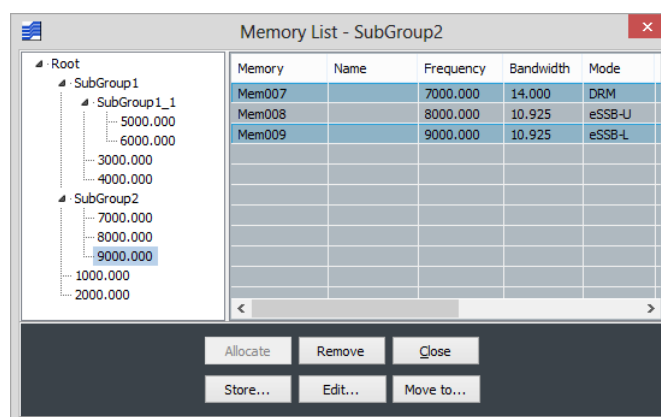 Memory List - SubGroup2
Root
SubGroup1
SubGroup1_1
5000.000
6000.000
3000.000
4000.000
SubGroup2
7000.000
8000.000
9000.000
1000.000
2000.000
Memory Name Frequency Bandwidth Mode
Mem007 7000.000 14.000 DRM
Mem008 8000.000 10.925 eSSB-U
Mem009 9000.000 10.925 eSSB-L
Allocate Remove Close
Store... Edit... Move to...